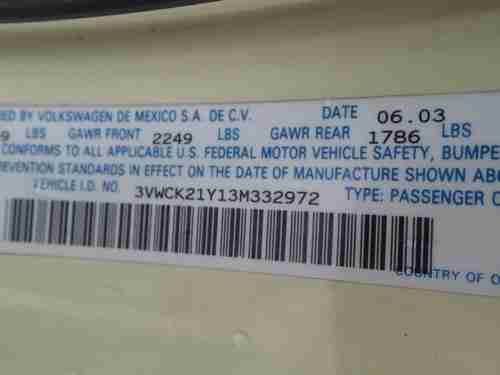 ED BY VOLKSWAGEN DE MEXICO S.A. DE C.V. DATE 06.03
9 LBS GAWR FRONT 2249 LBS GAWR REAR 1786 LBS
CONFORMS TO ALL APPLICABLE U.S. FEDERAL MOTOR VEHICLE SAFETY, BUMPE
REVENTION STANDARDS IN EFFECT ON THE DATE OF MANUFACTURE SHOWN ABO
VEHICLE I.D. NO. 3VWCK21Y13M332972 TYPE: PASSENGER C
COUNTRY OF O